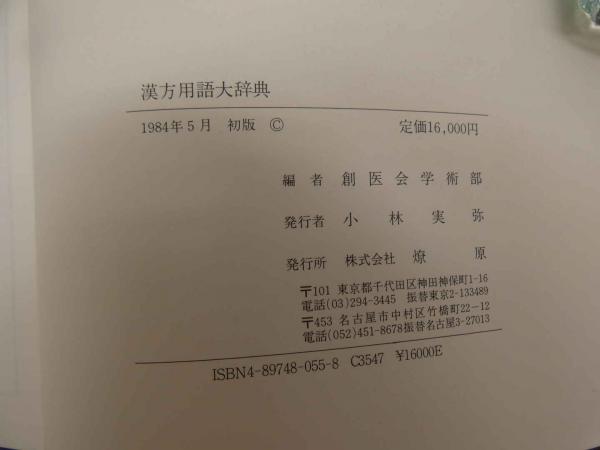 漢方用語大辞典
1984年5月 初版 © 定価16,000円
編者 創医会学術部
発行者 小林実弥
発行所 株式会社 燎原
〒101 東京都千代田区神田神保町1-16
電話(03)294-3445 振替東京2-133489
〒453 名古屋市中村区竹橋町22-12
電話(052)451-8678振替名古屋3-27013
ISBN4-89748-055-8 C3547 ¥16000E